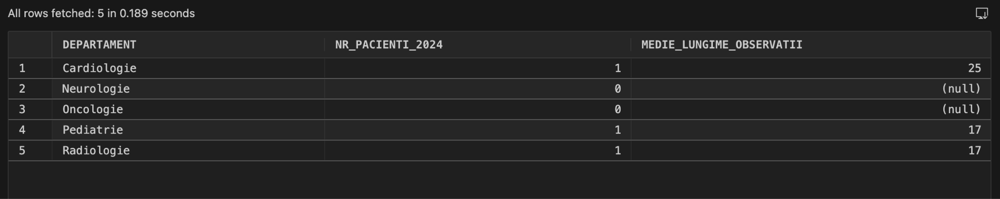 All rows fetched: 5 in 0.189 seconds
DEPARTAMENT NR_PACIENTI_2024 MEDIE_LUNGIME_OBSERVATII
1 Cardiologie 1 25
2 Neurologie 0 (null)
3 Oncologie 0 (null)
4 Pediatrie 1 17
5 Radiologie 1 17